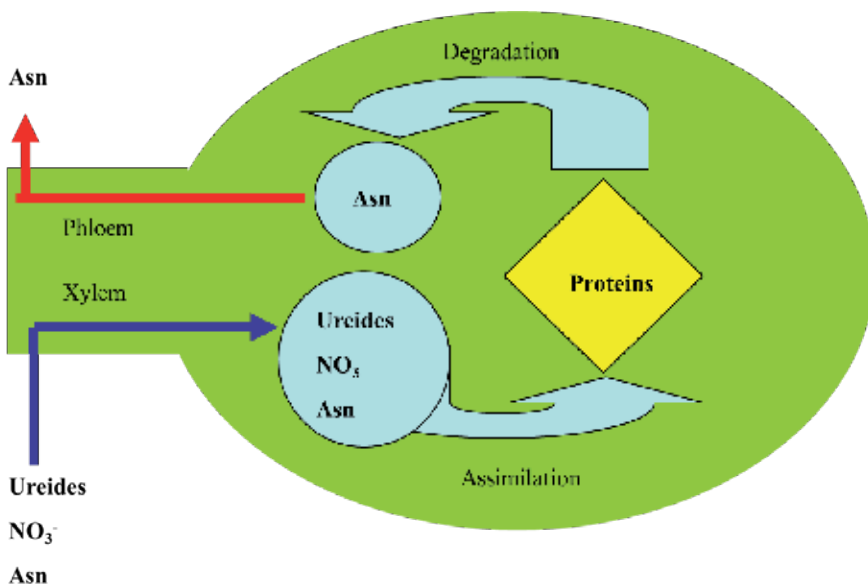 Degradation
Asn
Asn
Phloem
Proteins
Xylem
Ureides
NO₃
Asn
Assimilation
Ureides
NO₃⁻
Asn